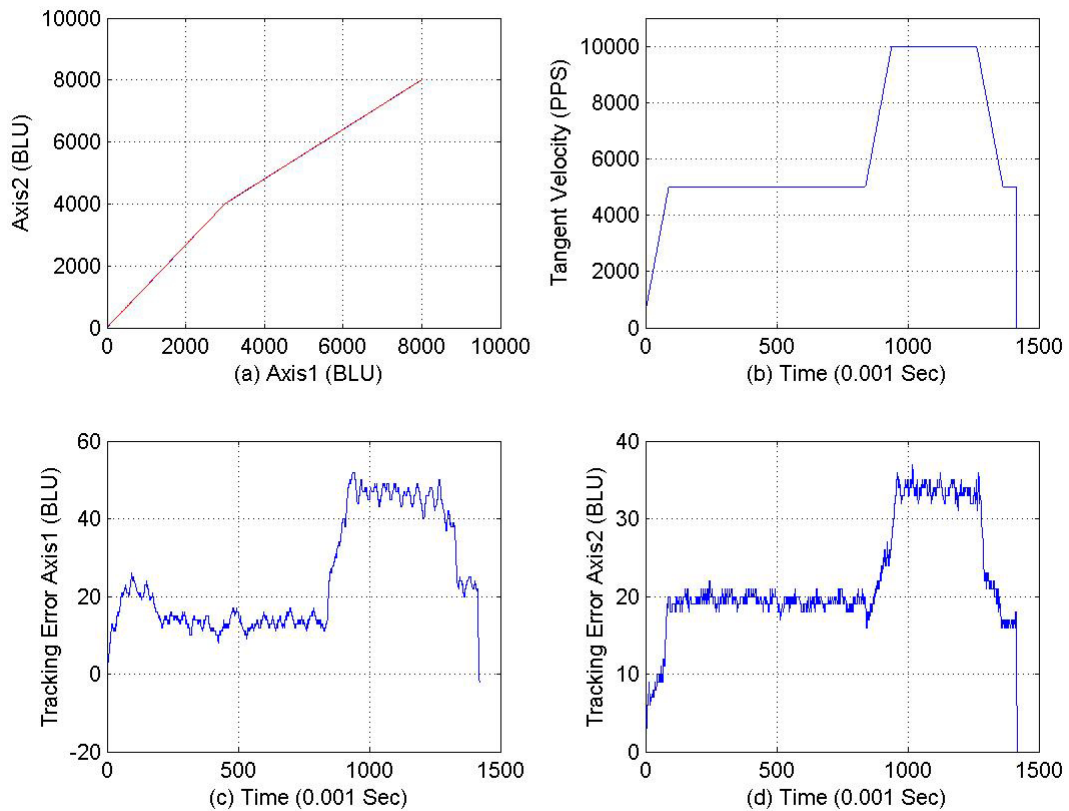 10000
8000
6000
4000
2000
0
Axis2 (BLU)
0 2000 4000 6000 8000 10000
(a) Axis1 (BLU)
10000
8000
6000
4000
2000
0
Tangent Velocity (PPS)
0 500 1000 1500
(b) Time (0.001 Sec)
60
40
20
0
-20
Tracking Error Axis1 (BLU)
0 500 1000 1500
(c) Time (0.001 Sec)
40
30
20
10
0
Tracking Error Axis2 (BLU)
0 500 1000 1500
(d) Time (0.001 Sec)